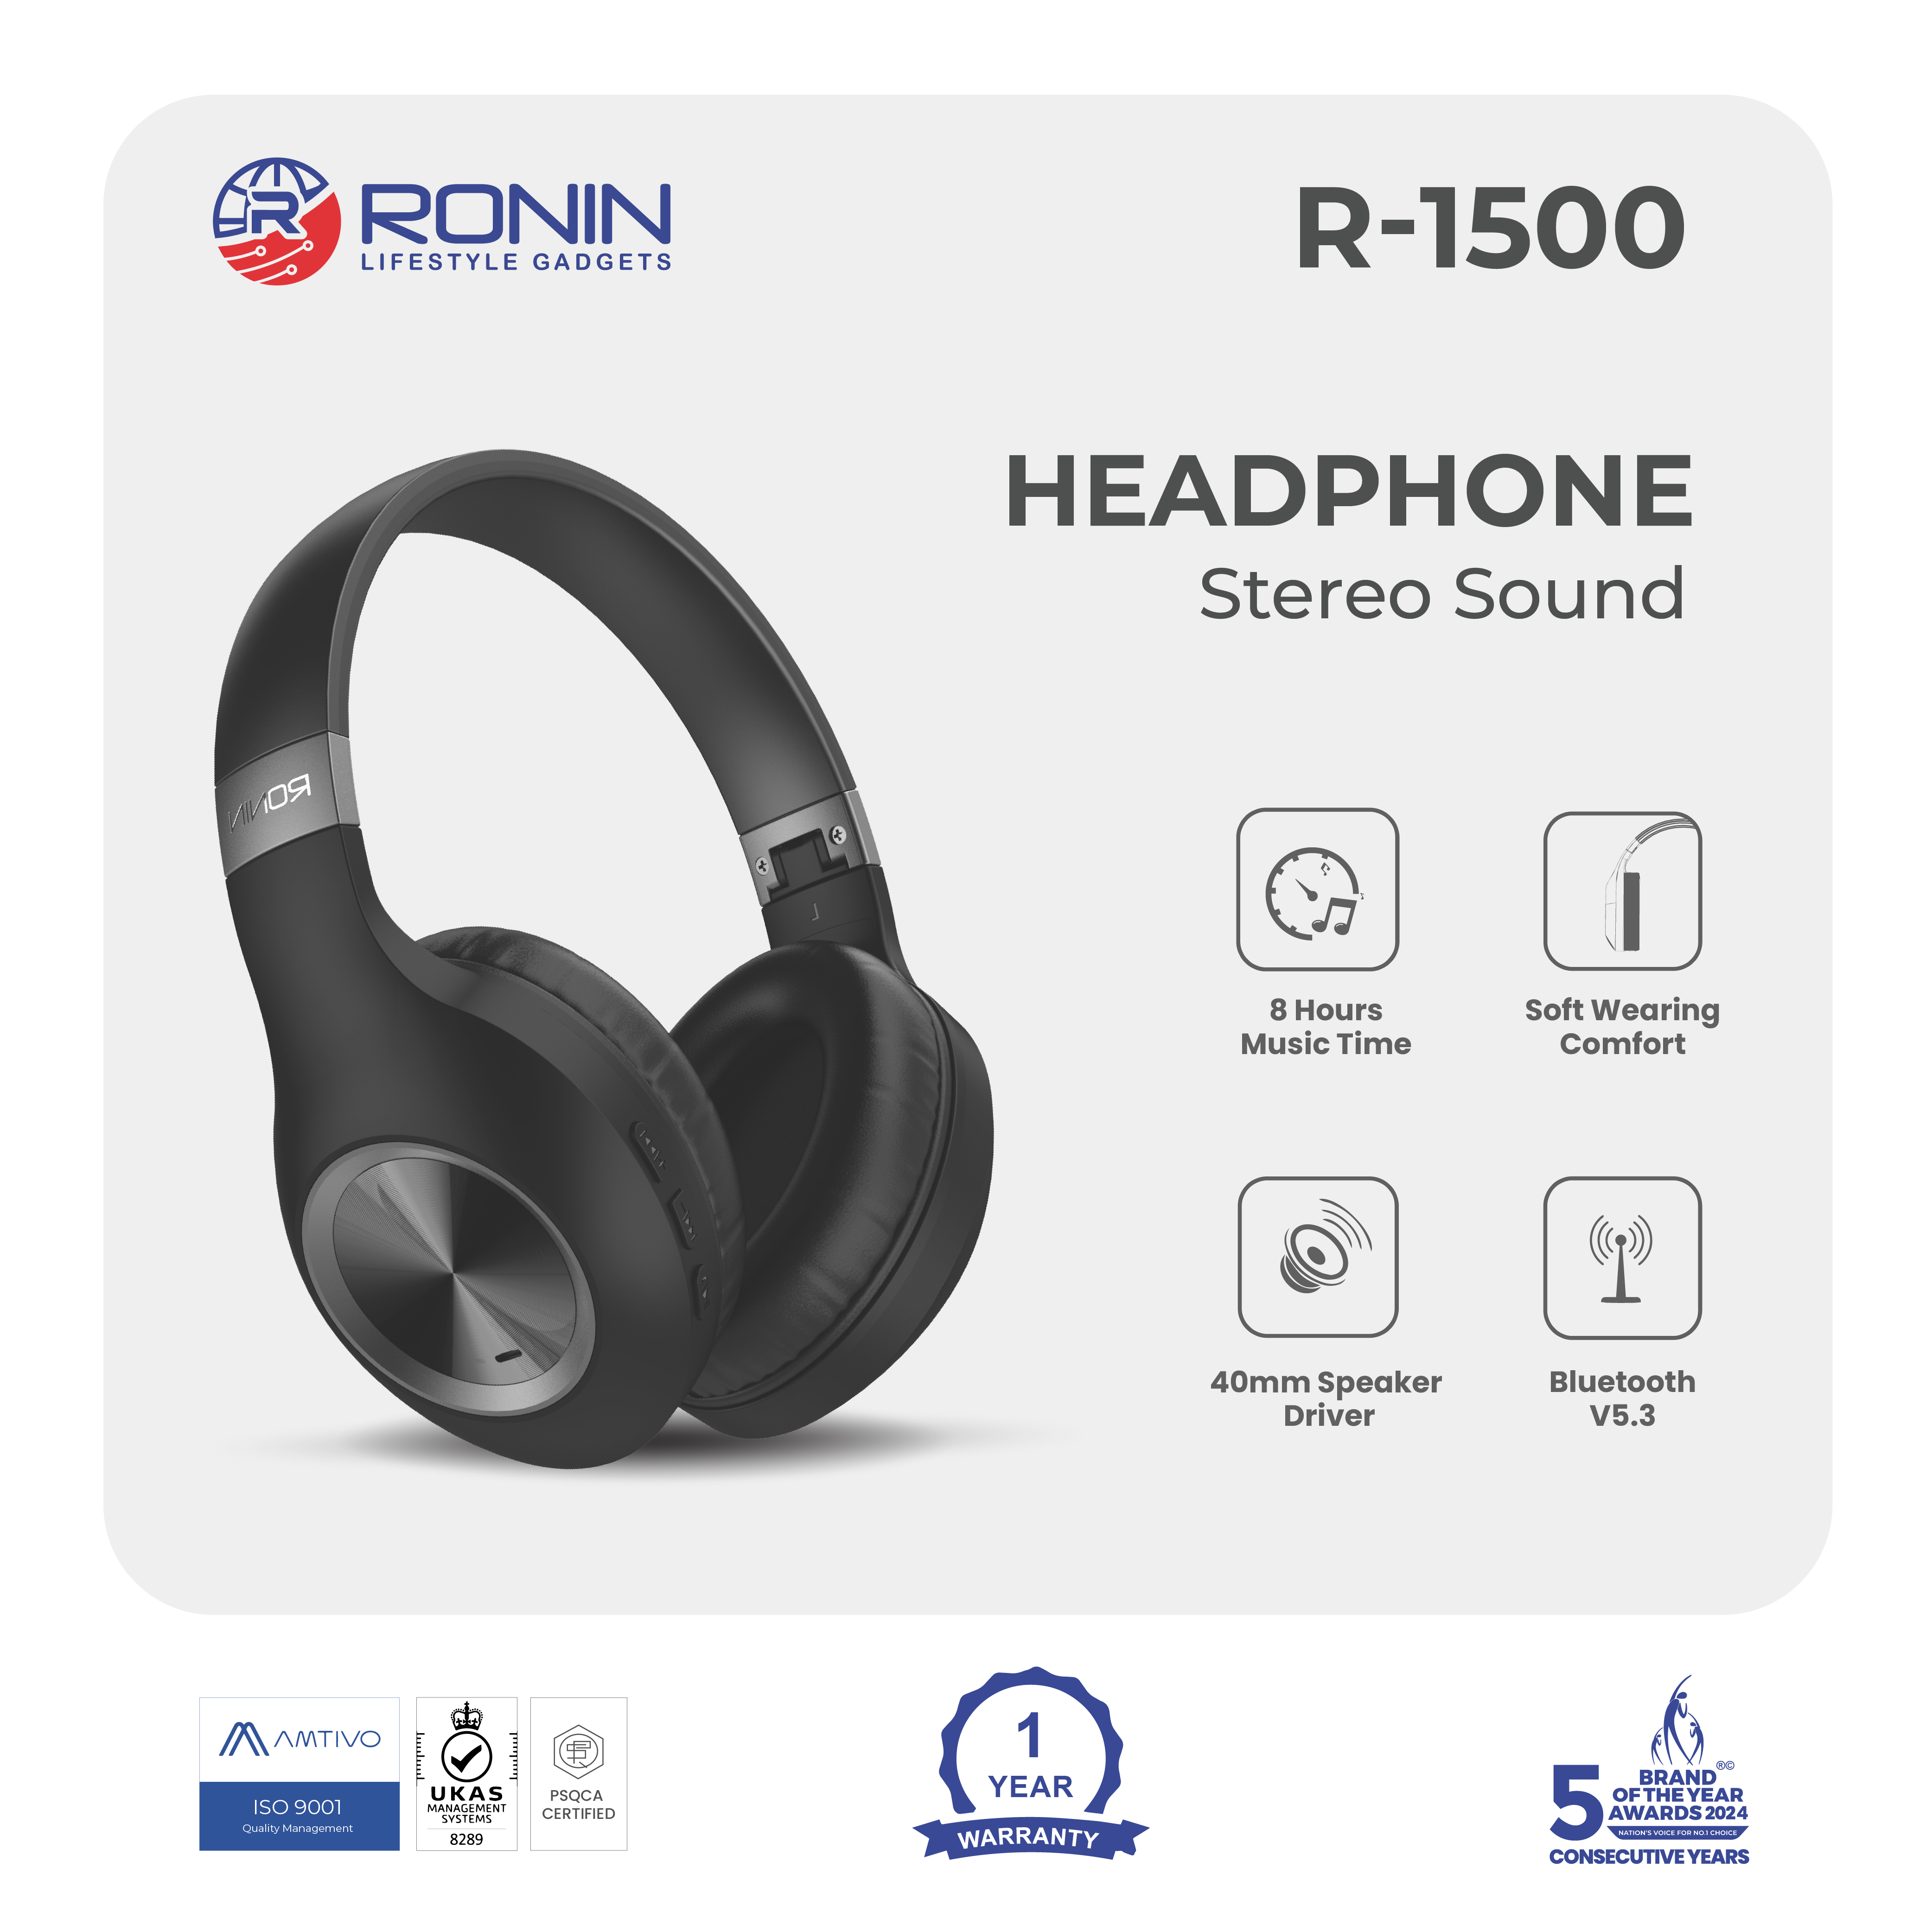 RONIN
LIFESTYLE GADGETS
R-1500
HEADPHONE
Stereo Sound
RONIN
L
8 Hours
Music Time
Soft Wearing
Comfort
40mm Speaker
Driver
Bluetooth
V5.3
AMTIVO
ISO 9001
Quality Management
UKAS
MANAGEMENT
SYSTEMS
8289
PSQCA
CERTIFIED
1
YEAR
WARRANTY
5
BRAND
OF THE YEAR
AWARDS 2024
NATION'S VOICE FOR NO.1 CHOICE
CONSECUTIVE YEARS
®©